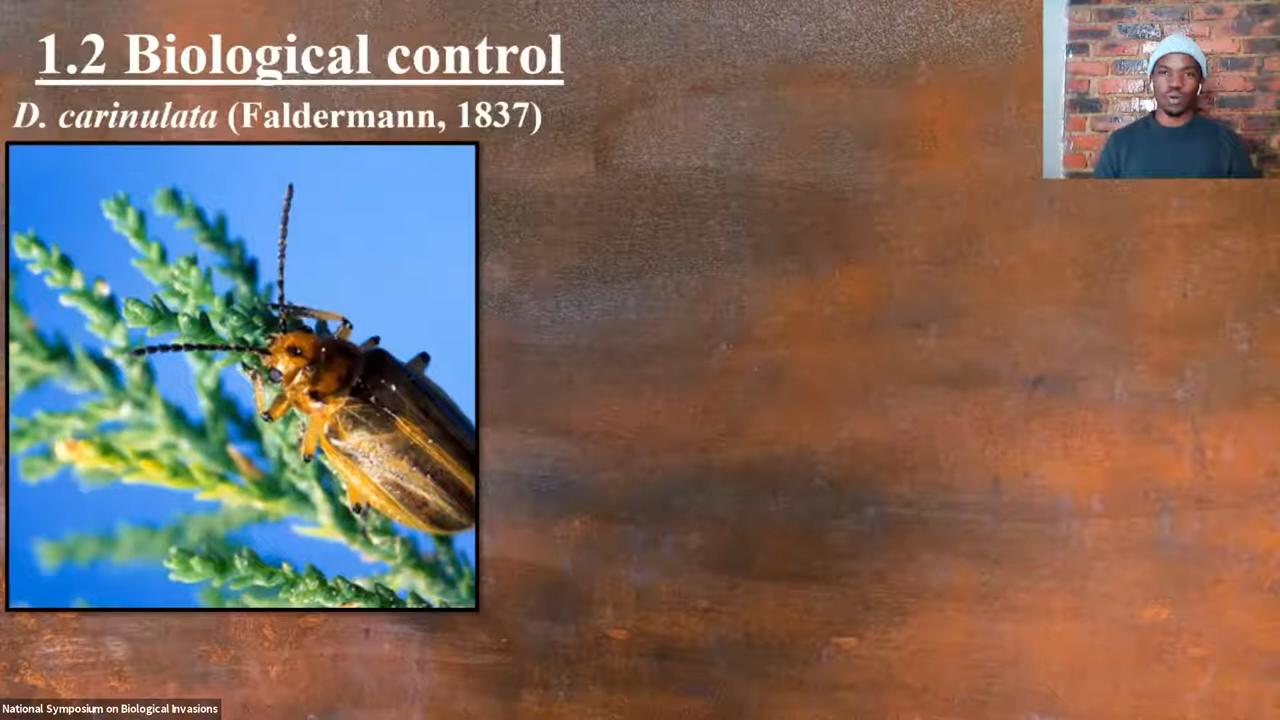 1.2 Biological control
D. carinulata (Faldermann, 1837)
National Symposium on Biological Invasions